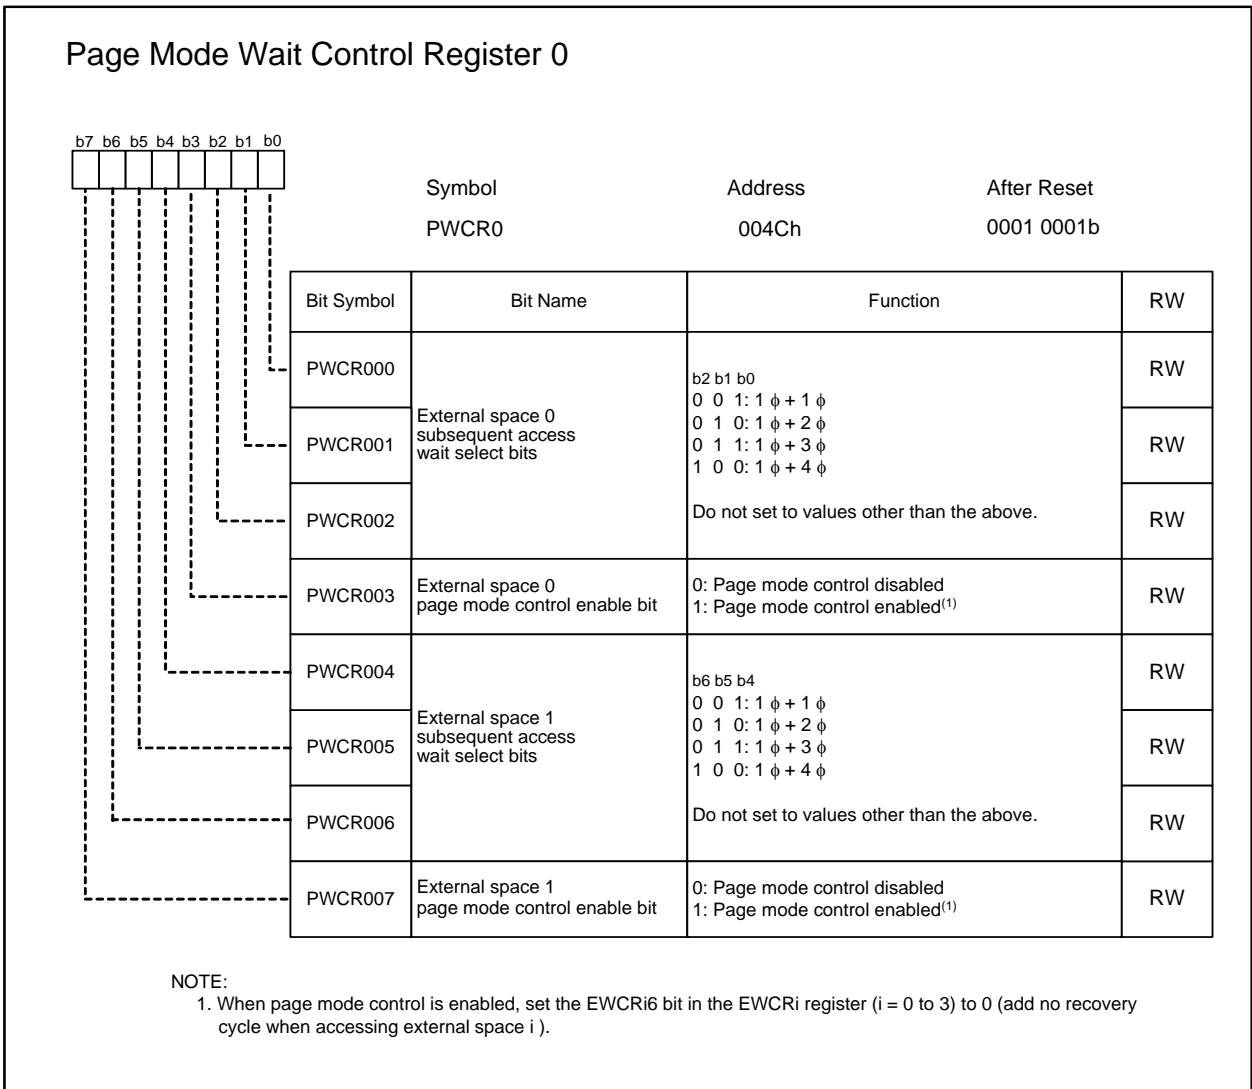 Page Mode Wait Control Register 0
b7 b6 b5 b4 b3 b2 b1 b0
Symbol Address After Reset
PWCR0 004Ch 0001 0001b
Bit Symbol Bit Name Function RW
PWCR000 RW
PWCR001 RW
PWCR002 RW
External space 0
subsequent access
wait select bits
b2 b1 b0
0 0 1: 1 ϕ + 1 ϕ
0 1 0: 1 ϕ + 2 ϕ
0 1 1: 1 ϕ + 3 ϕ
1 0 0: 1 ϕ + 4 ϕ
Do not set to values other than the above.
PWCR003 RW
External space 0
page mode control enable bit
0: Page mode control disabled
1: Page mode control enabled(1)
PWCR004 RW
PWCR005 RW
PWCR006 RW
External space 1
subsequent access
wait select bits
b6 b5 b4
0 0 1: 1 ϕ + 1 ϕ
0 1 0: 1 ϕ + 2 ϕ
0 1 1: 1 ϕ + 3 ϕ
1 0 0: 1 ϕ + 4 ϕ
Do not set to values other than the above.
PWCR007 RW
External space 1
page mode control enable bit
0: Page mode control disabled
1: Page mode control enabled(1)
NOTE:
1. When page mode control is enabled, set the EWCRi6 bit in the EWCRi register (i = 0 to 3) to 0 (add no recovery
cycle when accessing external space i ).